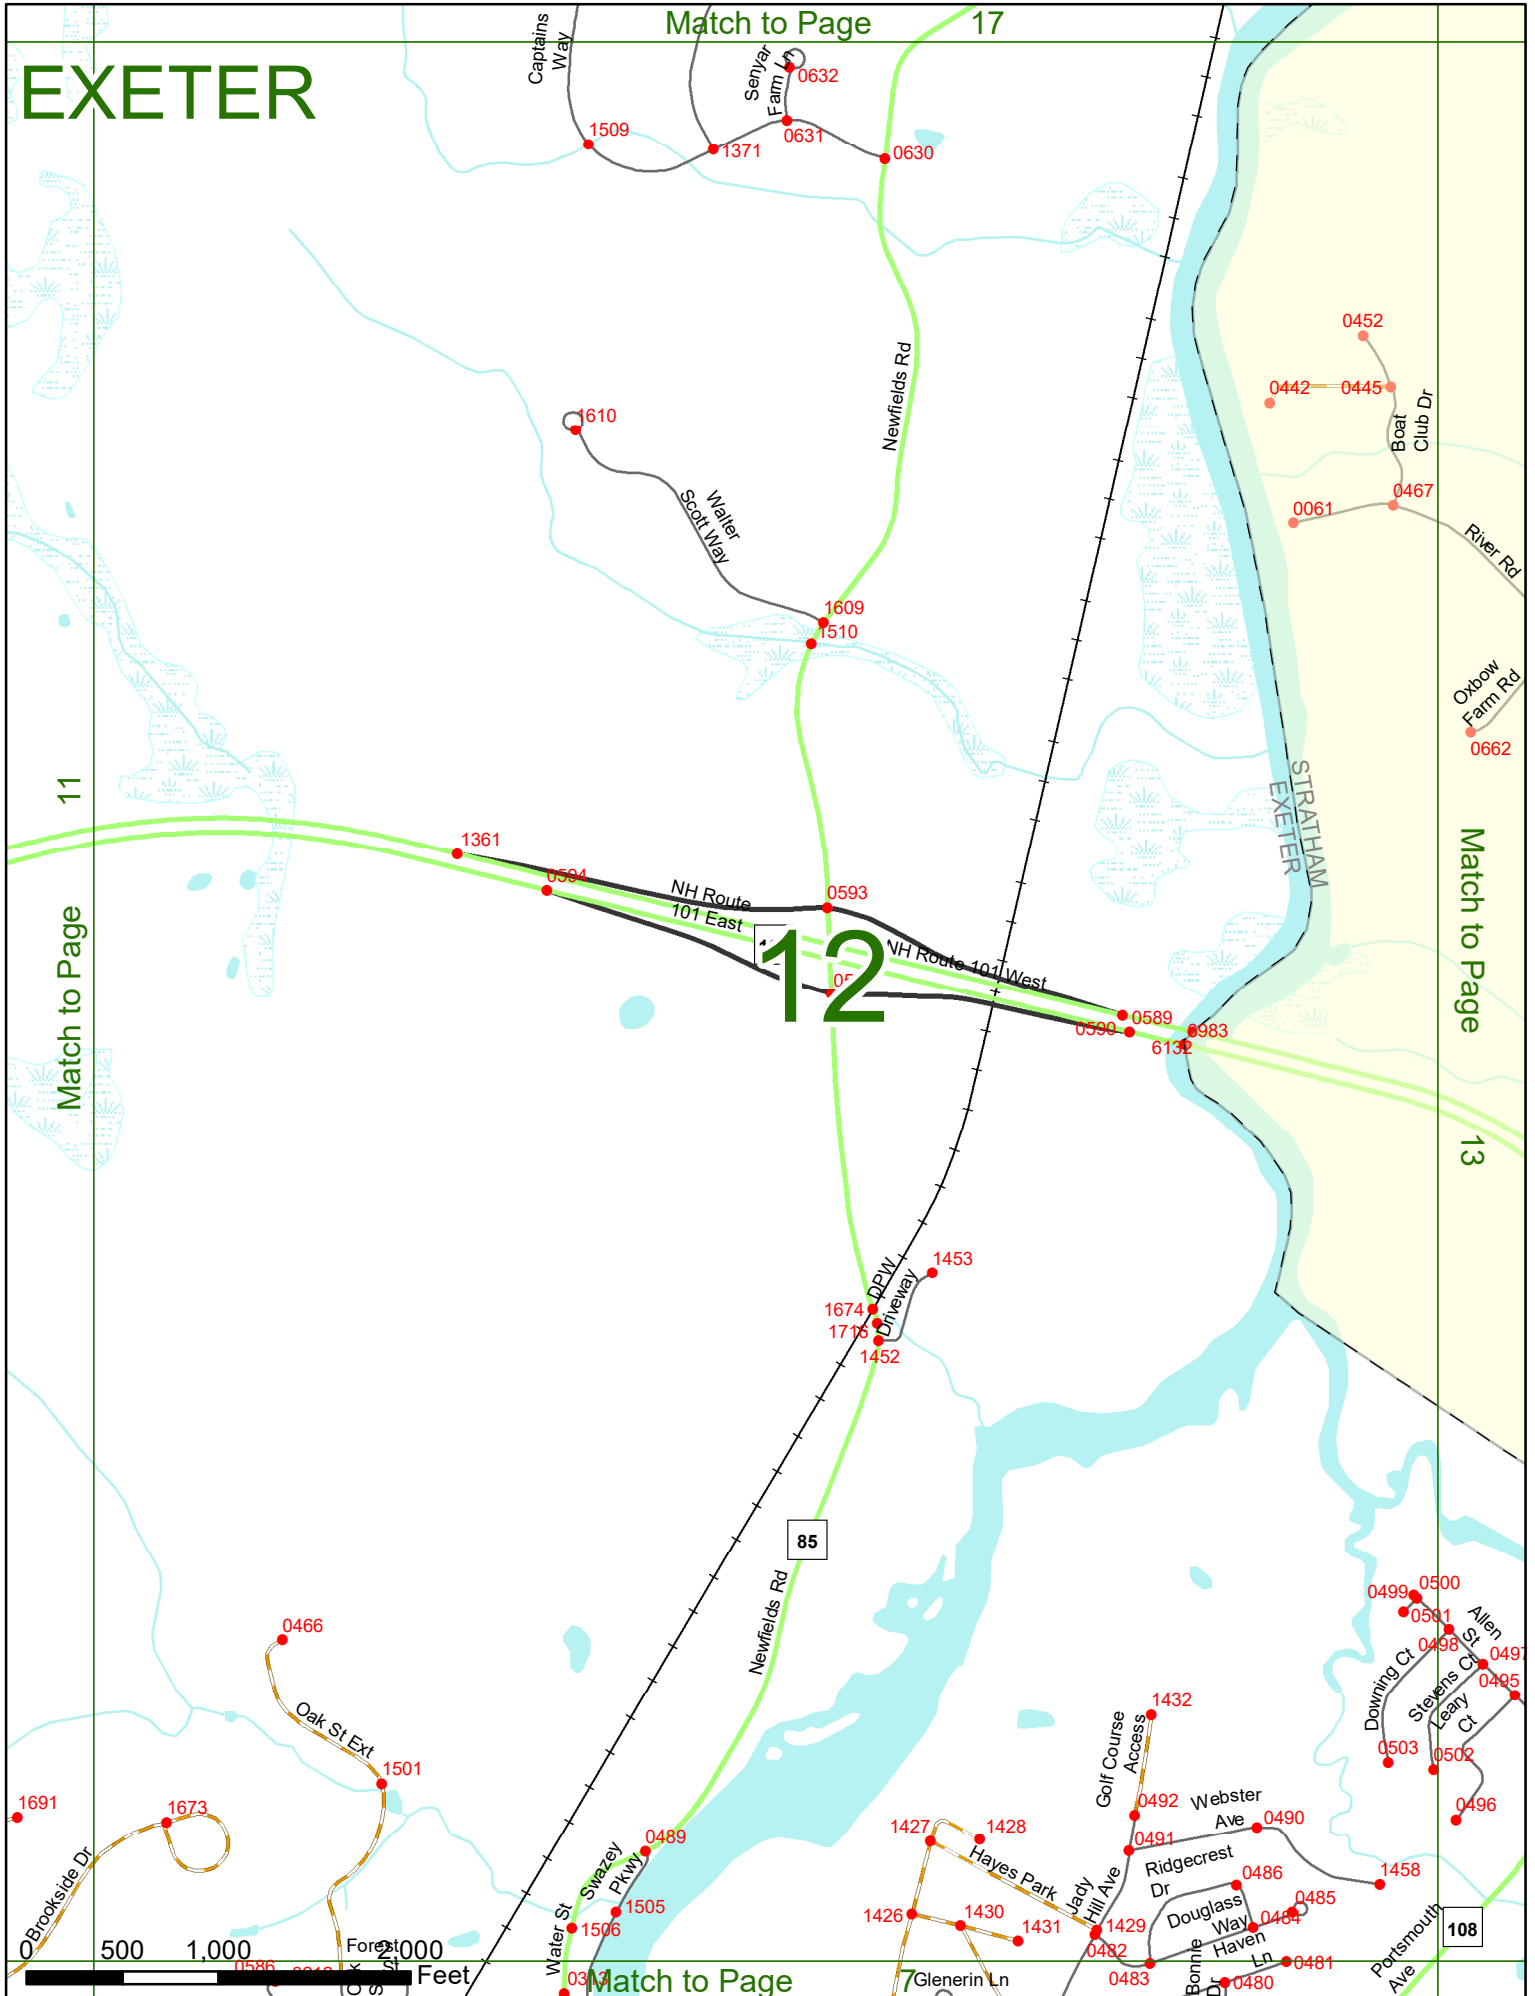 Match to Page 17
EXETER
Captains
Way
Senyar
Farm Ln
0632
1509
1371
0631
0630
Newfields Rd
0452
0442
0445
Boat
Club Dr
0467
0061
River Rd
1610
Walter
Scott Way
1609
1510
Oxbow
Farm Rd
0662
STRATHAM
EXETER
Match to Page 11
Match to Page 13
1361
0594
NH Route
101 East
0593
12
NH Route 101 West
0589
0590
6983
6132
1453
DPW
Driveway
1674
1716
1452
85
Newfields Rd
0466
Oak St Ext
1501
1691
1673
Brookside Dr
0489
Swazey
Pkwy
1505
1506
Water St
0313
0499
0500
0501
0498
Allen
St
0497
0495
Downing Ct
Stevens Ct
Leary
Ct
0503
0502
0496
1432
Golf Course
Access
0492
0491
Webster
Ave
0490
1458
1427
1428
Hayes Park
Jady
Hill Ave
Ridgecrest
Dr
0486
Douglass
Way
0485
0484
1426
1430
1431
1429
0482
0483
Bonnie
Dr
Haven
Ln
0481
0480
Portsmouth
Ave
108
Glenerin Ln
Forest
0586
0 500 1,000 2,000
Feet
Match to Page 7